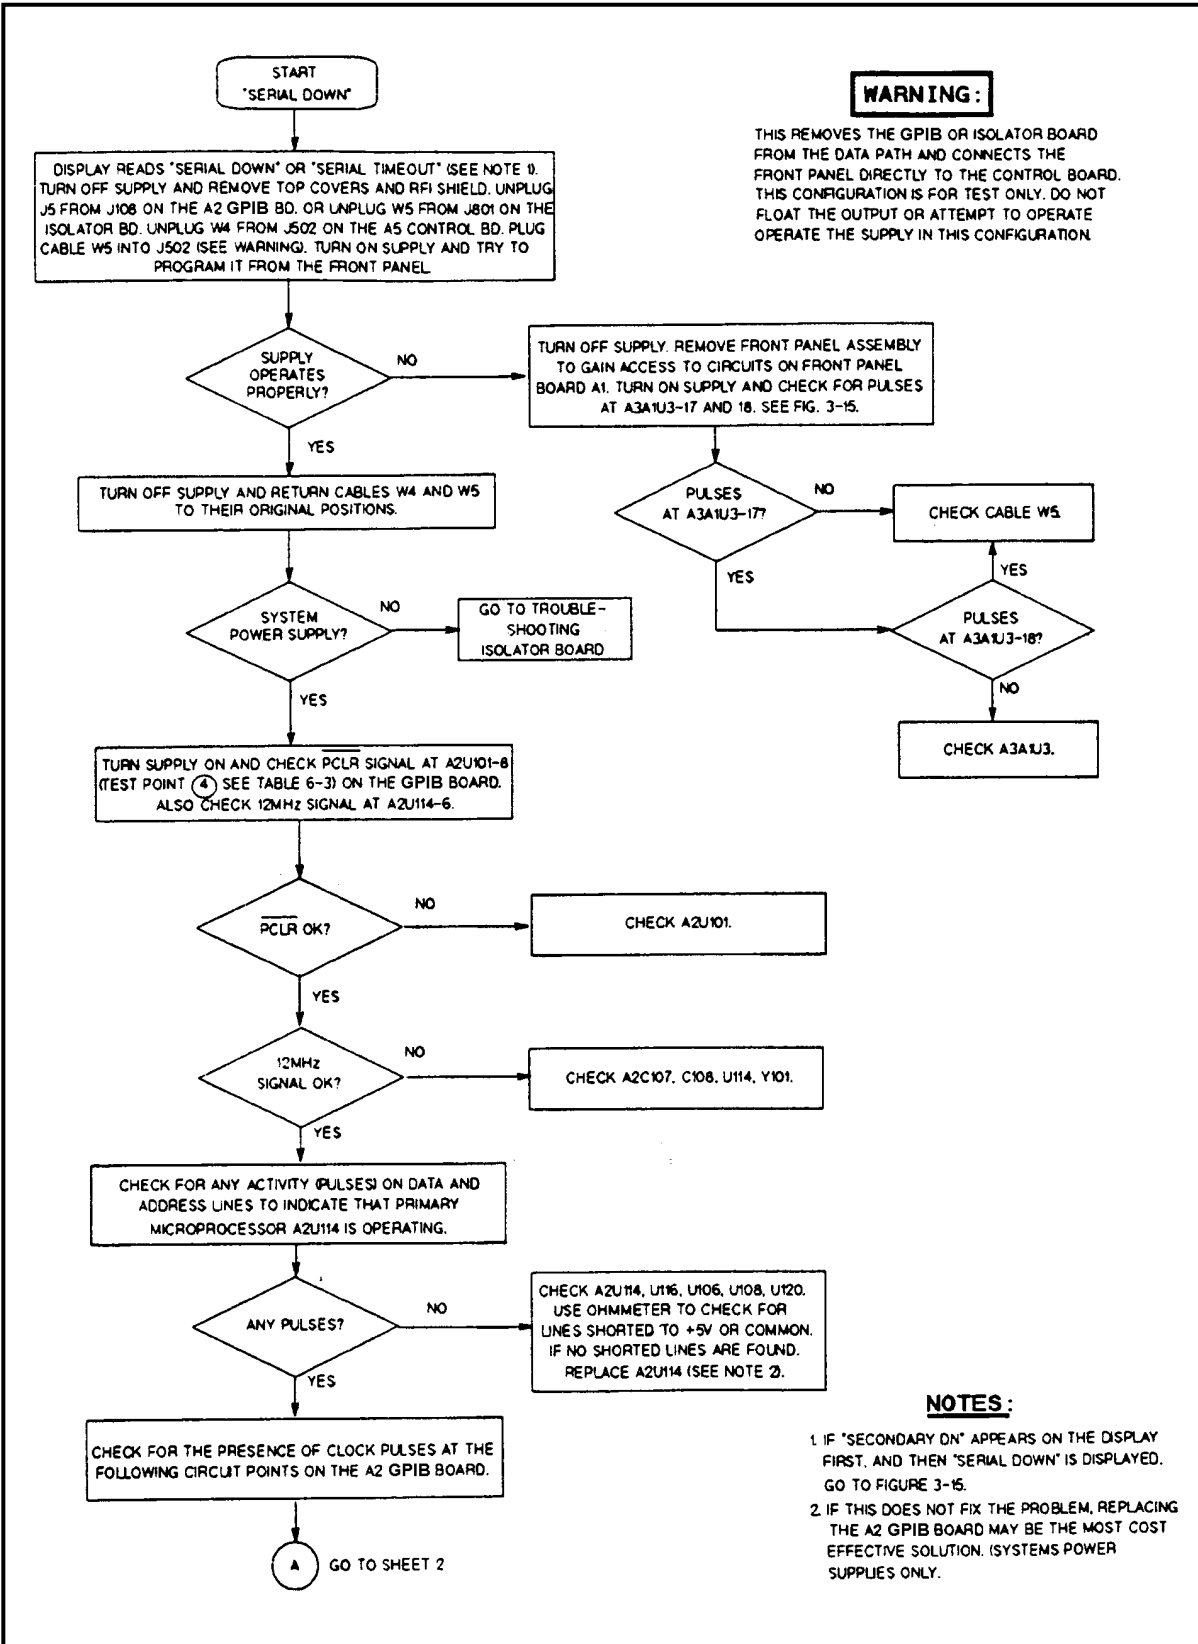 START
"SERIAL DOWN"
WARNING:
THIS REMOVES THE GPIB OR ISOLATOR BOARD
FROM THE DATA PATH AND CONNECTS THE
FRONT PANEL DIRECTLY TO THE CONTROL BOARD.
THIS CONFIGURATION IS FOR TEST ONLY. DO NOT
FLOAT THE OUTPUT OR ATTEMPT TO OPERATE
OPERATE THE SUPPLY IN THIS CONFIGURATION.
DISPLAY READS "SERIAL DOWN" OR "SERIAL TIMEOUT" (SEE NOTE 1).
TURN OFF SUPPLY AND REMOVE TOP COVERS AND RFI SHIELD. UNPLUG
J5 FROM J108 ON THE A2 GPIB BD. OR UNPLUG W5 FROM J801 ON THE
ISOLATOR BD. UNPLUG W4 FROM J502 ON THE A5 CONTROL BD. PLUG
CABLE W5 INTO J502 (SEE WARNING). TURN ON SUPPLY AND TRY TO
PROGRAM IT FROM THE FRONT PANEL
SUPPLY
OPERATES
PROPERLY?
NO
YES
TURN OFF SUPPLY. REMOVE FRONT PANEL ASSEMBLY
TO GAIN ACCESS TO CIRCUITS ON FRONT PANEL
BOARD A1. TURN ON SUPPLY AND CHECK FOR PULSES
AT A3A1U3-17 AND 18. SEE FIG. 3-15.
TURN OFF SUPPLY AND RETURN CABLES W4 AND W5
TO THEIR ORIGINAL POSITIONS.
PULSES
AT A3A1U3-17?
NO
CHECK CABLE W5.
YES
YES
PULSES
AT A3A1U3-18?
NO
CHECK A3A1U3.
SYSTEM
POWER SUPPLY?
NO
GO TO TROUBLE-
SHOOTING
ISOLATOR BOARD
YES
TURN SUPPLY ON AND CHECK PCLR SIGNAL AT A2U101-6
(TEST POINT 4 SEE TABLE 6-3) ON THE GPIB BOARD.
ALSO CHECK 12MHz SIGNAL AT A2U114-6.
PCLR OK?
NO
CHECK A2U101.
YES
12MHz
SIGNAL OK?
NO
CHECK A2C107, C108, U114, Y101.
YES
CHECK FOR ANY ACTIVITY (PULSES) ON DATA AND
ADDRESS LINES TO INDICATE THAT PRIMARY
MICROPROCESSOR A2U114 IS OPERATING.
ANY PULSES?
NO
CHECK A2U114, U116, U106, U108, U120.
USE OHMMETER TO CHECK FOR
LINES SHORTED TO +5V OR COMMON.
IF NO SHORTED LINES ARE FOUND.
REPLACE A2U114 (SEE NOTE 2).
YES
CHECK FOR THE PRESENCE OF CLOCK PULSES AT THE
FOLLOWING CIRCUIT POINTS ON THE A2 GPIB BOARD.
A GO TO SHEET 2
NOTES:
1. IF "SECONDARY DN" APPEARS ON THE DISPLAY
FIRST, AND THEN "SERIAL DOWN" IS DISPLAYED.
GO TO FIGURE 3-15.
2. IF THIS DOES NOT FIX THE PROBLEM, REPLACING
THE A2 GPIB BOARD MAY BE THE MOST COST
EFFECTIVE SOLUTION. (SYSTEMS POWER
SUPPLIES ONLY.